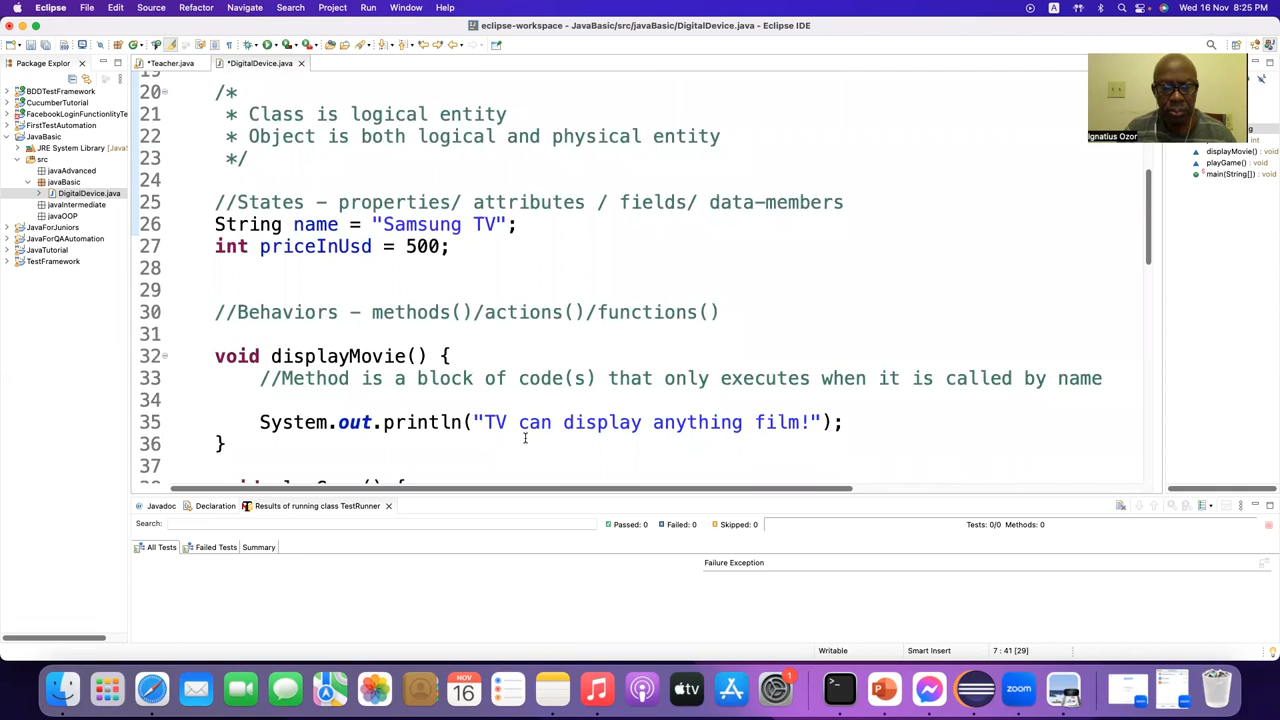 Eclipse File Edit Source Refactor Navigate Search Project Run Window Help
A
Wed 16 Nov 8:25 PM
eclipse-workspace - JavaBasic/src/javaBasic/DigitalDevice.java - Eclipse IDE
Package Explor
*Teacher.java
*DigitalDevice.java
BDDTestFramework
CucumberTutorial
FacebookLoginFunctionlityTe
FirstTestAutomation
JavaBasic
JRE System Library [Java
src
javaAdvanced
javaBasic
DigitalDevice.java
javaIntermediate
javaOOP
JavaForJuniors
JavaForQAAutomation
JavaTutorial
TestFramework
19
20 /*
21 * Class is logical entity
22 * Object is both logical and physical entity
23 */
24
25 //States - properties/ attributes / fields/ data-members
26 String name = "Samsung TV";
27 int priceInUsd = 500;
28
29
30 //Behaviors - methods()/actions()/functions()
31
32 void displayMovie() {
33 //Method is a block of code(s) that only executes when it is called by name
34
35 System.out.println("TV can display anything film!");
36 }
37
Ignatius Ozor
int
displayMovie() : void
playGame() : void
main(String[]) : void
Javadoc Declaration Results of running class TestRunner
Search: Passed: 0 Failed: 0 Skipped: 0 Tests: 0/0 Methods: 0
All Tests Failed Tests Summary
Failure Exception
Writable Smart Insert 7 : 41 [29]
NOV
16
tv
1
zoom